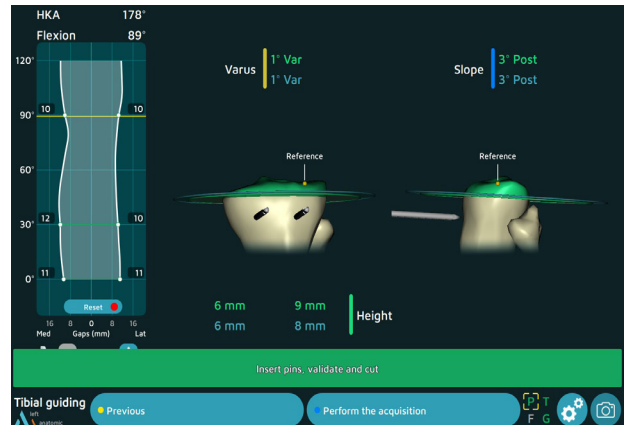 HKA 178°
Flexion 89°
120°
10 10
90°
60°
12 10
30°
11 11
0°
Reset
16 8 0 8 16
Med Gaps (mm) Lat
Varus
1° Var
1° Var
Slope
3° Post
3° Post
Reference
Reference
6 mm 9 mm
6 mm 8 mm
Height
Insert pins, validate and cut
Tibial guiding
left
anatomic
Previous
Perform the acquisition
P T
F G